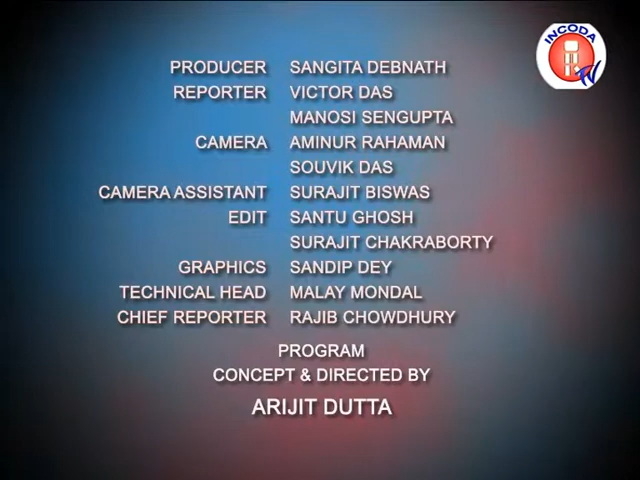 INCODA
TV
PRODUCER SANGITA DEBNATH
REPORTER VICTOR DAS
MANOSI SENGUPTA
CAMERA AMINUR RAHAMAN
SOUVIK DAS
CAMERA ASSISTANT SURAJIT BISWAS
EDIT SANTU GHOSH
SURAJIT CHAKRABORTY
GRAPHICS SANDIP DEY
TECHNICAL HEAD MALAY MONDAL
CHIEF REPORTER RAJIB CHOWDHURY
PROGRAM
CONCEPT & DIRECTED BY
ARIJIT DUTTA